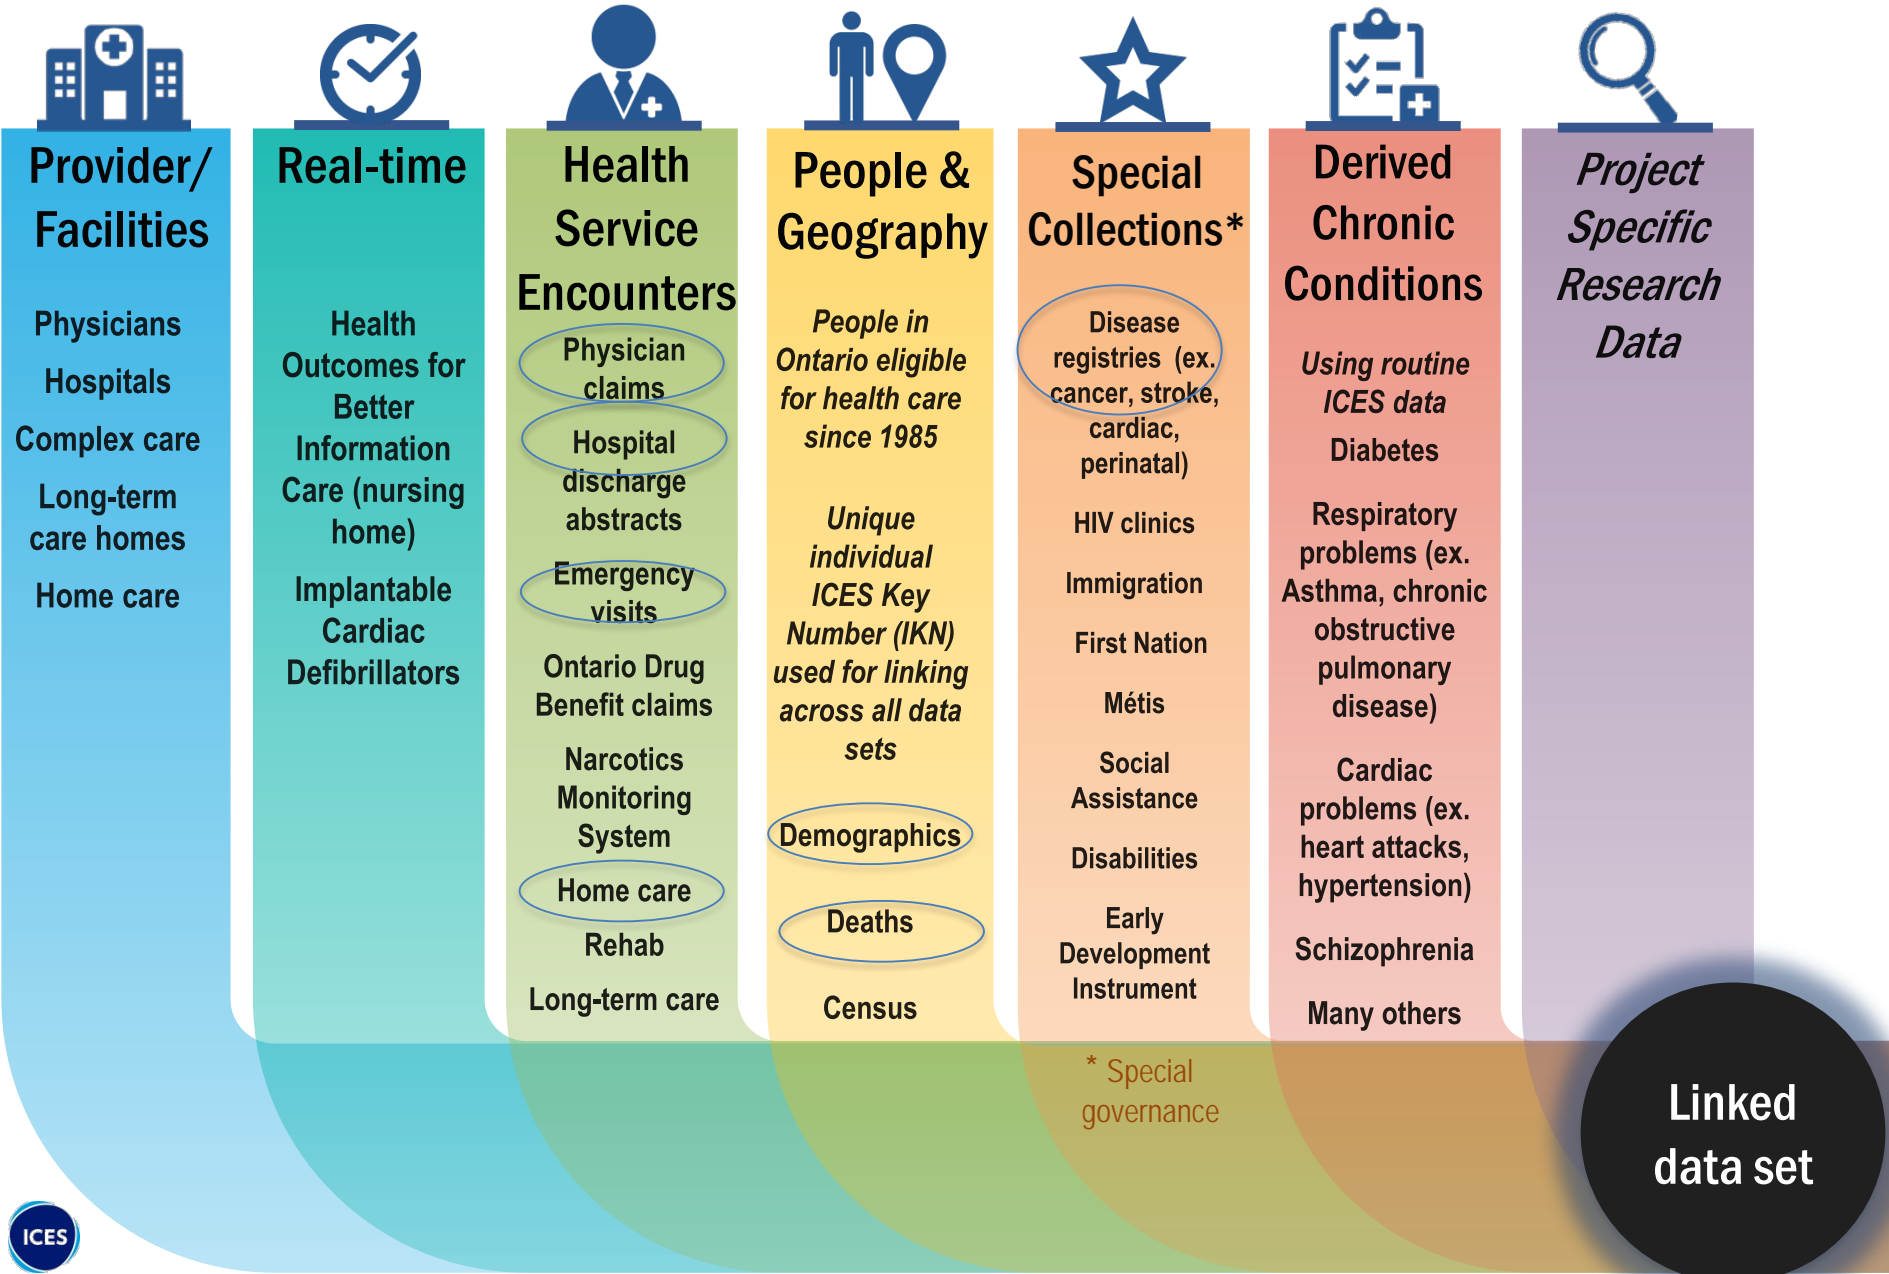 Provider/
Facilities
Physicians
Hospitals
Complex care
Long-term
care homes
Home care
Real-time
Health
Outcomes for
Better
Information
Care (nursing
home)
Implantable
Cardiac
Defibrillators
Health
Service
Encounters
Physician
claims
Hospital
discharge
abstracts
Emergency
visits
Ontario Drug
Benefit claims
Narcotics
Monitoring
System
Home care
Rehab
Long-term care
People &
Geography
People in
Ontario eligible
for health care
since 1985
Unique
individual
ICES Key
Number (IKN)
used for linking
across all data
sets
Demographics
Deaths
Census
Special
Collections*
Disease
registries (ex.
cancer, stroke,
cardiac,
perinatal)
HIV clinics
Immigration
First Nation
Métis
Social
Assistance
Disabilities
Early
Development
Instrument
* Special
governance
Derived
Chronic
Conditions
Using routine
ICES data
Diabetes
Respiratory
problems (ex.
Asthma, chronic
obstructive
pulmonary
disease)
Cardiac
problems (ex.
heart attacks,
hypertension)
Schizophrenia
Many others
Project
Specific
Research
Data
Linked
data set
ICES